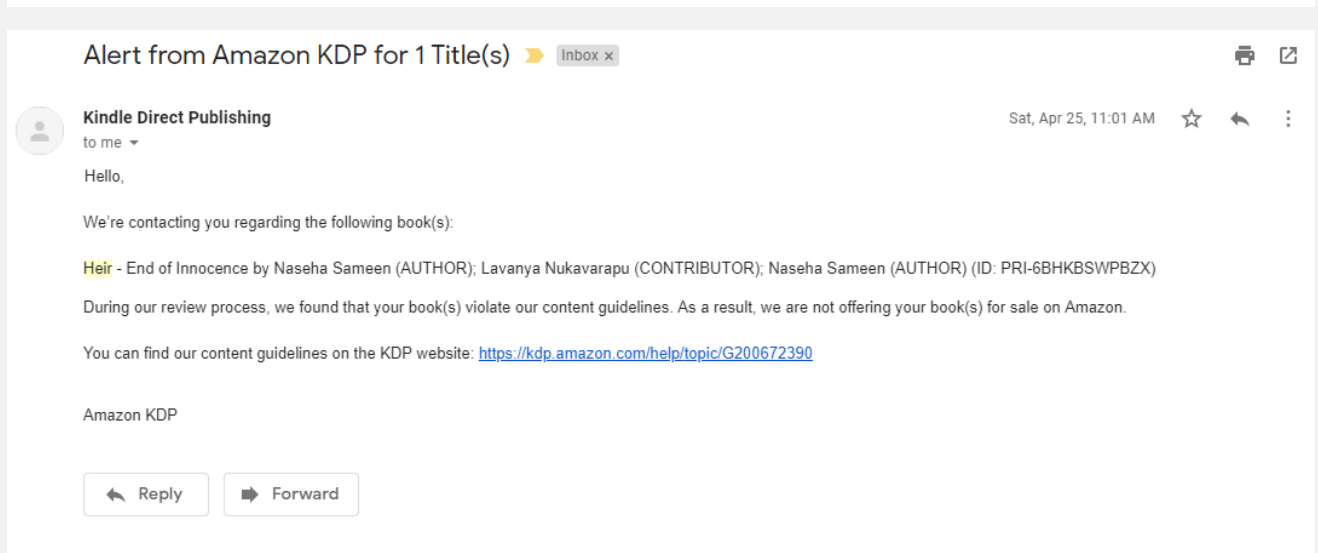 Alert from Amazon KDP for 1 Title(s) Inbox x
Kindle Direct Publishing Sat, Apr 25, 11:01 AM
to me
Hello,
We're contacting you regarding the following book(s):
Heir - End of Innocence by Naseha Sameen (AUTHOR); Lavanya Nukavarapu (CONTRIBUTOR); Naseha Sameen (AUTHOR) (ID: PRI-6BHKBSWPBZX)
During our review process, we found that your book(s) violate our content guidelines. As a result, we are not offering your book(s) for sale on Amazon.
You can find our content guidelines on the KDP website: https://kdp.amazon.com/help/topic/G200672390
Amazon KDP
Reply Forward